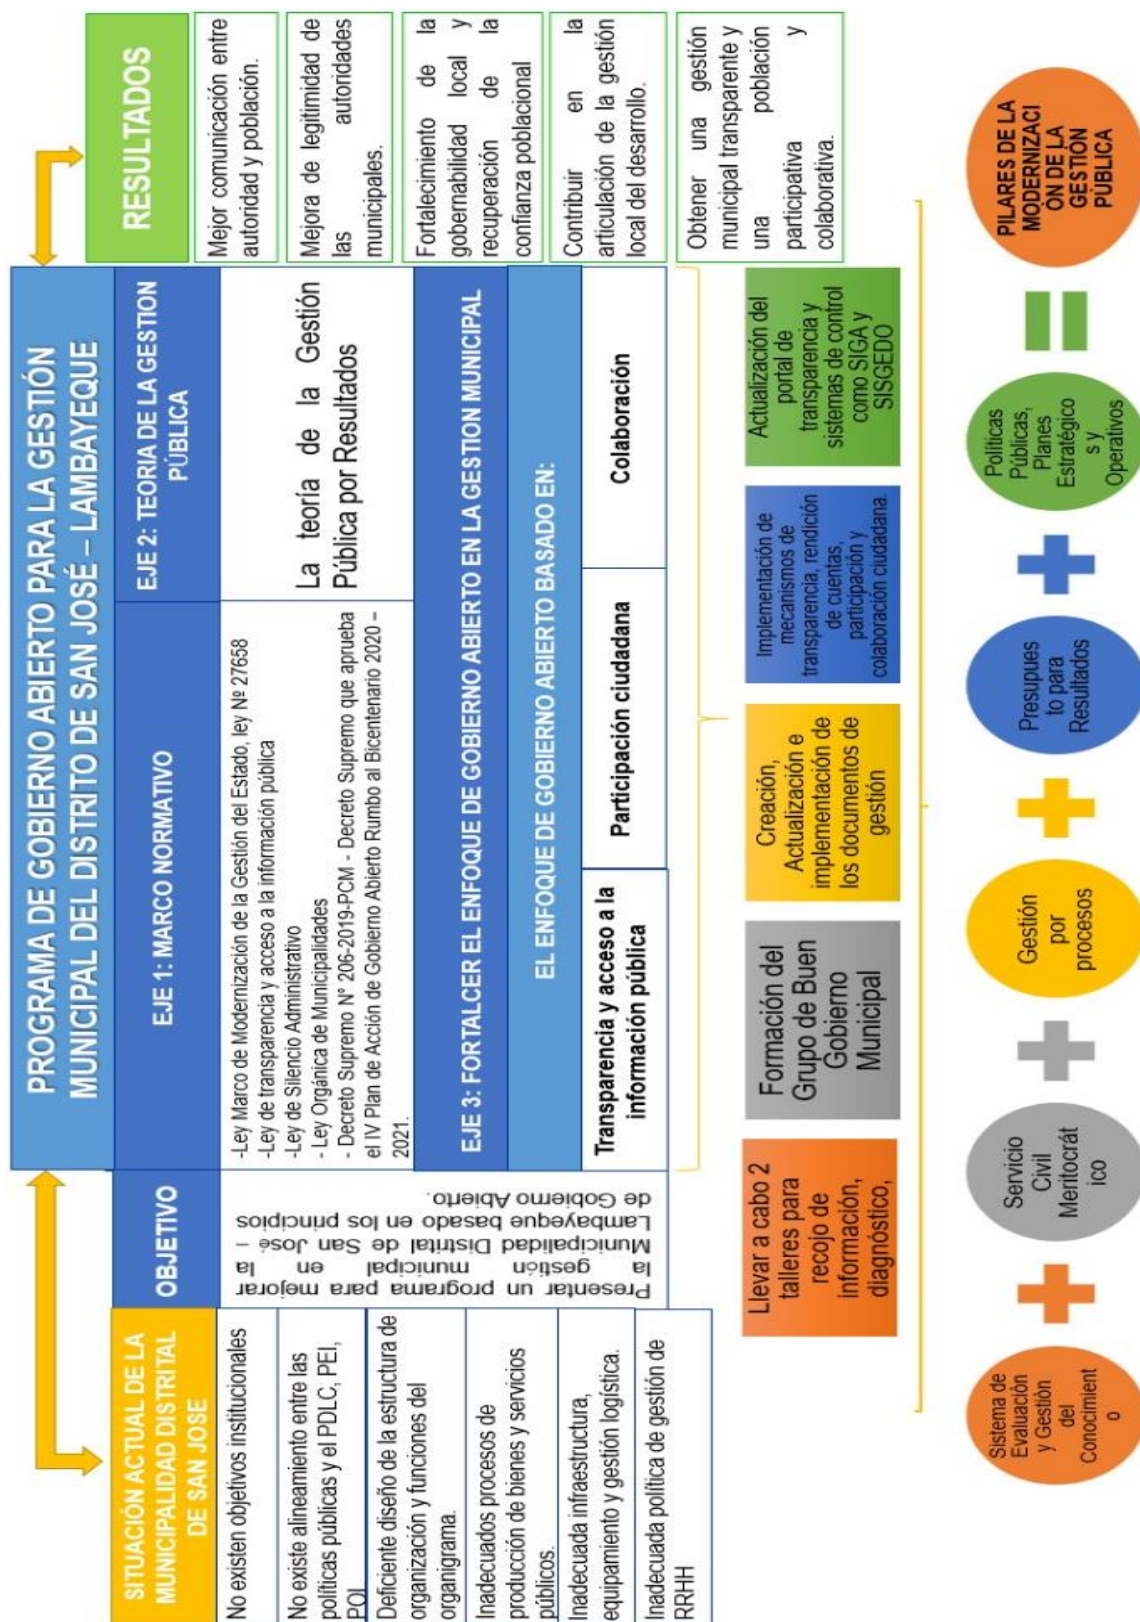 PROGRAMA DE GOBIERNO ABIERTO PARA LA GESTIÓN
MUNICIPAL DEL DISTRITO DE SAN JOSÉ – LAMBAYEQUE
SITUACIÓN ACTUAL DE LA
MUNICIPALIDAD DISTRITAL
DE SAN JOSE
No existen objetivos institucionales
No existe alineamiento entre las
políticas públicas y el PDLC, PEI,
POI.
Deficiente diseño de la estructura de
organización y funciones del
organigrama.
Inadecuados procesos de
producción de bienes y servicios
públicos.
Inadecuada infraestructura,
equipamiento y gestión logística.
Inadecuada política de gestión de
RRHH
OBJETIVO
Presentar un programa para mejorar
la gestión municipal en la
Municipalidad Distrital de San José -
Lambayeque basado en los principios
de Gobierno Abierto.
EJE 1: MARCO NORMATIVO
-Ley Marco de Modernización de la Gestión del Estado, ley Nº 27658
-Ley de transparencia y acceso a la información pública
-Ley de Silencio Administrativo
- Ley Orgánica de Municipalidades
- Decreto Supremo N° 206-2019-PCM - Decreto Supremo que aprueba
el IV Plan de Acción de Gobierno Abierto Rumbo al Bicentenario 2020 –
2021.
EJE 2: TEORIA DE LA GESTION
PÚBLICA
La teoría de la Gestión
Pública por Resultados
EJE 3: FORTALCER EL ENFOQUE DE GOBIERNO ABIERTO EN LA GESTION MUNICIPAL
EL ENFOQUE DE GOBIERNO ABIERTO BASADO EN:
Transparencia y acceso a la
información pública
Participación ciudadana
Colaboración
RESULTADOS
Mejor comunicación entre
autoridad y población.
Mejora de legitimidad de
las autoridades
municipales.
Fortalecimiento de la
gobernabilidad local y
recuperación de la
confianza poblacional
Contribuir en la
articulación de la gestión
local del desarrollo.
Obtener una gestión
municipal transparente y
una población
participativa y
colaborativa.
Llevar a cabo 2
talleres para
recojo de
información,
diagnóstico,
Formación del
Grupo de Buen
Gobierno
Municipal
Creación,
Actualización e
implementación de
los documentos de
gestión
Implementación de
mecanismos de
transparencia, rendición
de cuentas,
participación y
colaboración ciudadana.
Actualización del
portal de
transparencia y
sistemas de control
como SIGA y
SISGEDO
Sistema de
Evaluación
y Gestión
del
Conocimient
o
Servicio
Civil
Meritocrát
ico
Gestión
por
procesos
Presupues
to para
Resultados
Políticas
Públicas,
Planes
Estratégico
s y
Operativos
PILARES DE LA
MODERNIZACI
ÓN DE LA
GESTIÓN
PÚBLICA